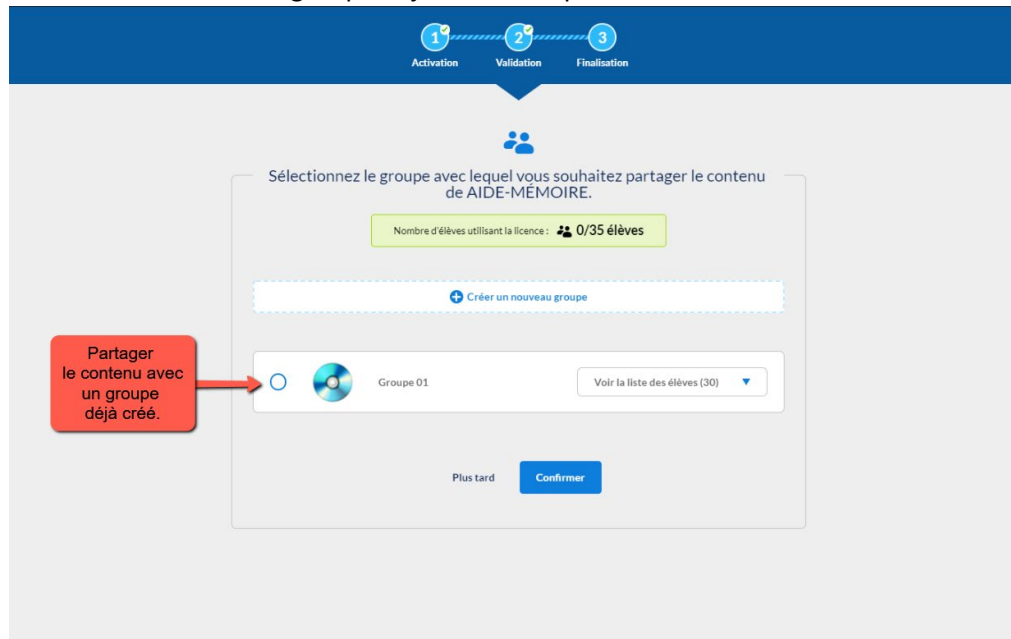 1 2 3
Activation Validation Finalisation
Sélectionnez le groupe avec lequel vous souhaitez partager le contenu
de AIDE-MÉMOIRE.
Nombre d'élèves utilisant la licence : 0/35 élèves
Créer un nouveau groupe
Partager
le contenu avec
un groupe
déjà créé.
Groupe 01
Voir la liste des élèves (30)
Plus tard
Confirmer